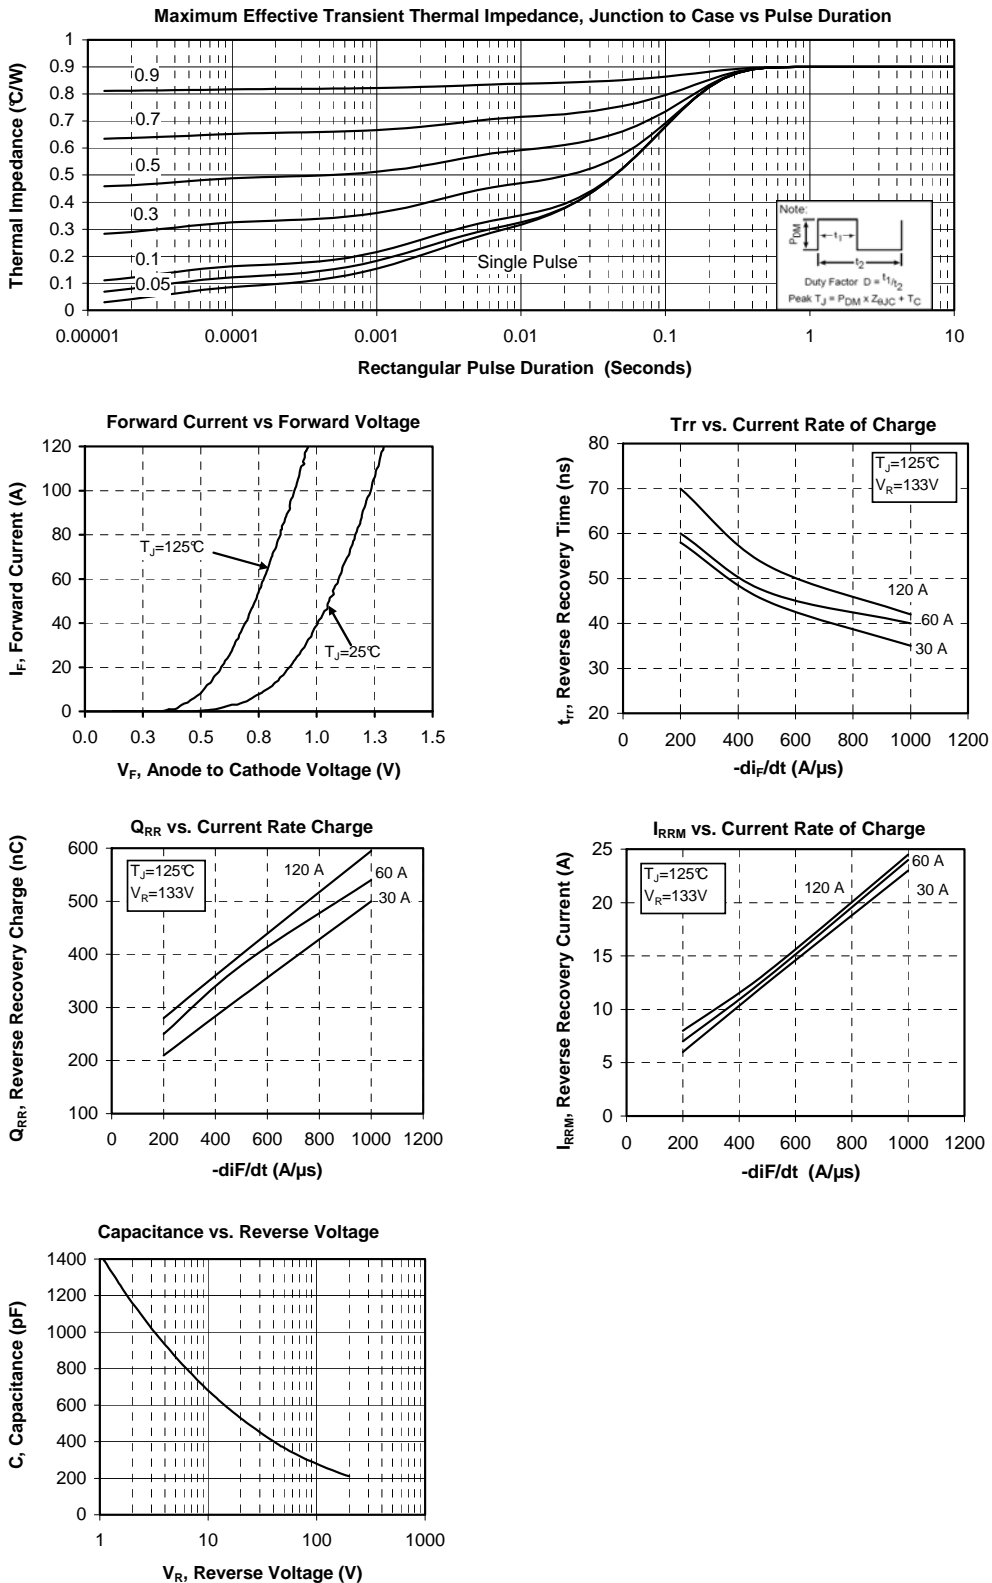 Maximum Effective Transient Thermal Impedance, Junction to Case vs Pulse Duration
Thermal Impedance (°C/W)
1
0.9
0.8
0.7
0.6
0.5
0.4
0.3
0.2
0.1
0
0.9
0.7
0.5
0.3
0.1
0.05
Single Pulse
Note:
PDM
t1
t2
Duty Factor D = t1/t2
Peak TJ = PDM x ZθJC + TC
0.00001 0.0001 0.001 0.01 0.1 1 10
Rectangular Pulse Duration (Seconds)
Forward Current vs Forward Voltage
IF, Forward Current (A)
120
100
80
60
40
20
0
TJ=125°C
TJ=25°C
0.0 0.3 0.5 0.8 1.0 1.3 1.5
VF, Anode to Cathode Voltage (V)
Trr vs. Current Rate of Charge
trr, Reverse Recovery Time (ns)
80
70
60
50
40
30
20
TJ=125°C
VR=133V
120 A
60 A
30 A
0 200 400 600 800 1000 1200
-diF/dt (A/µs)
QRR vs. Current Rate Charge
QRR, Reverse Recovery Charge (nC)
600
500
400
300
200
100
TJ=125°C
VR=133V
120 A
60 A
30 A
0 200 400 600 800 1000 1200
-diF/dt (A/µs)
IRRM vs. Current Rate of Charge
IRRM, Reverse Recovery Current (A)
25
20
15
10
5
0
TJ=125°C
VR=133V
120 A
60 A
30 A
0 200 400 600 800 1000 1200
-diF/dt (A/µs)
Capacitance vs. Reverse Voltage
C, Capacitance (pF)
1400
1200
1000
800
600
400
200
0
1 10 100 1000
VR, Reverse Voltage (V)